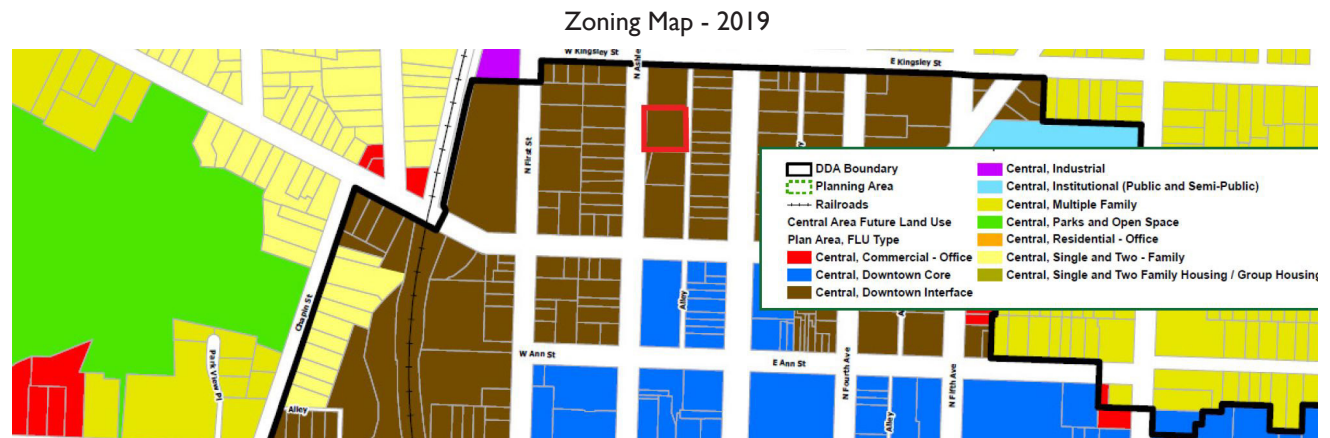 Zoning Map - 2019
W Kingsley St
E Kingsley St
N Ashle
N First St
DDA Boundary
Planning Area
Railroads
Central Area Future Land Use
Plan Area, FLU Type
Central, Commercial - Office
Central, Downtown Core
Central, Downtown Interface
Central, Industrial
Central, Institutional (Public and Semi-Public)
Central, Multiple Family
Central, Parks and Open Space
Central, Residential - Office
Central, Single and Two - Family
Central, Single and Two Family Housing / Group Housing
Chapin St
Alley
W Ann St
E Ann St
Park View Pl
N Fourth Ave
N Fifth Ave
Alley
Alley